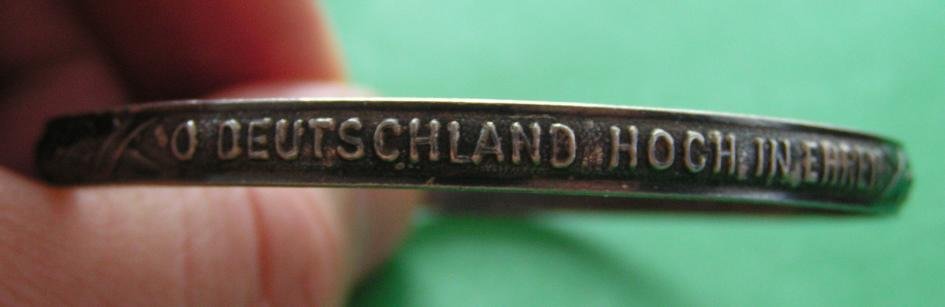 O DEUTSCHLAND HOCH IN EHREN